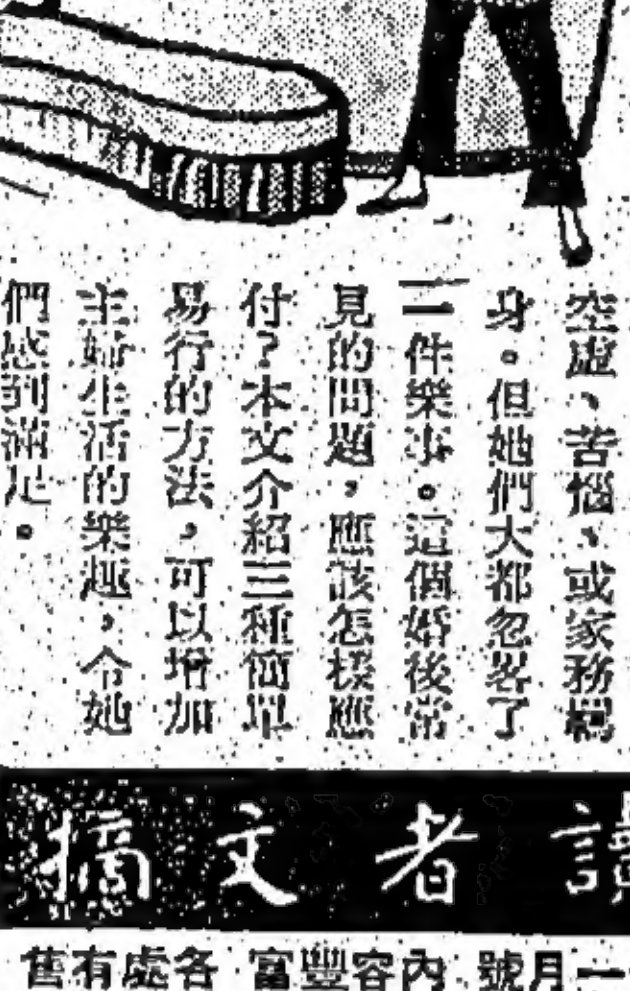 空虛、苦惱、或家務羈
身。但她們大都忽畧了
一件樂事。這個婚後常
見的問題,應該怎樣應
付?本文介紹三種簡單
易行的方法,可以增加
主婦生活的樂趣,令她
們感到滿足。
讀者文摘
一月號 內容豐富 各處有售